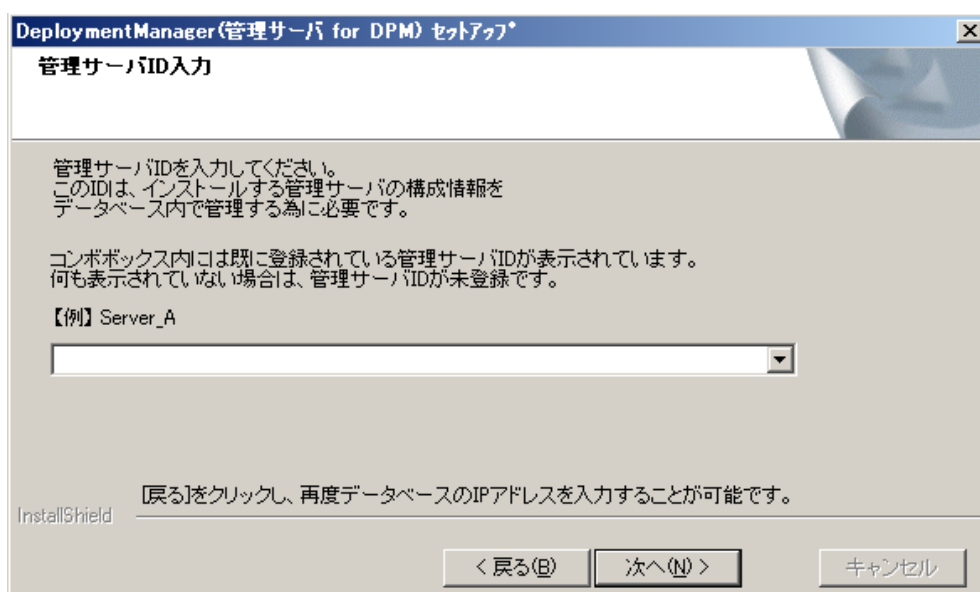 DeploymentManager(管理サーバ for DPM) セットアップ
管理サーバID入力
管理サーバIDを入力してください。
このIDは、インストールする管理サーバの構成情報を
データベース内で管理する為に必要です。
コンボボックス内には既に登録されている管理サーバIDが表示されています。
何も表示されていない場合は、管理サーバIDが未登録です。
【例】 Server_A
[戻る]をクリックし、再度データベースのIPアドレスを入力することが可能です。
InstallShield
< 戻る(B)
次へ(N) >
キャンセル